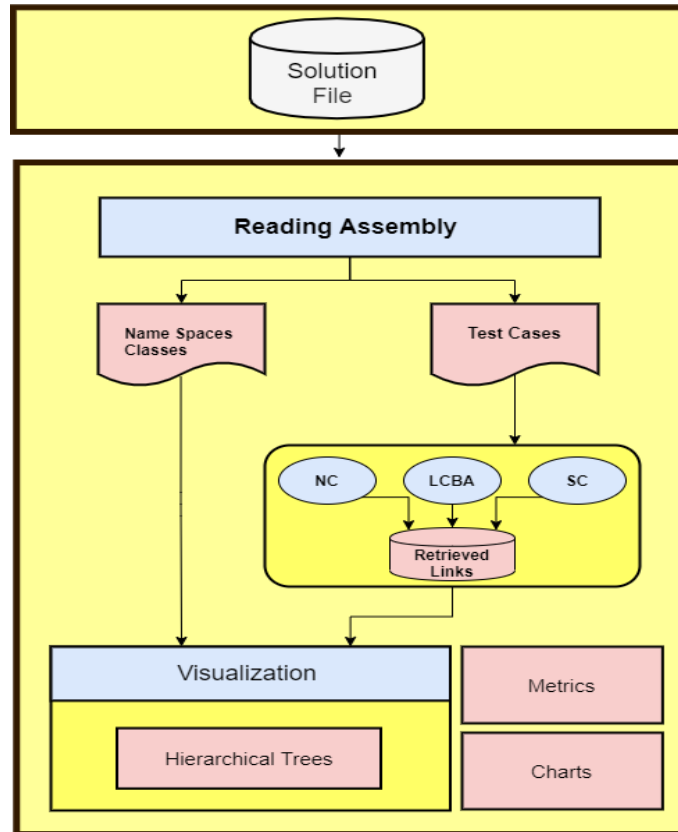 Solution
File
Reading Assembly
Name Spaces
Classes
Test Cases
NC
LCBA
SC
Retrieved
Links
Visualization
Hierarchical Trees
Metrics
Charts